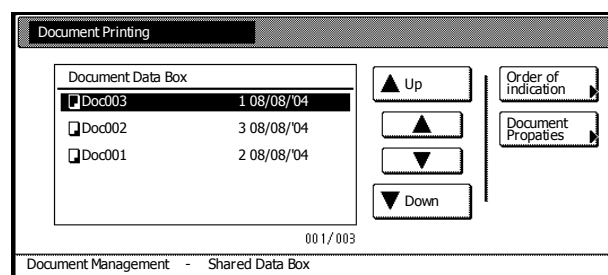 Document Printing
Document Data Box
Doc003 1 08/08/'04
Doc002 3 08/08/'04
Doc001 2 08/08/'04
001/003
Up
Down
Order of
indication
Document
Propaties
Document Management - Shared Data Box